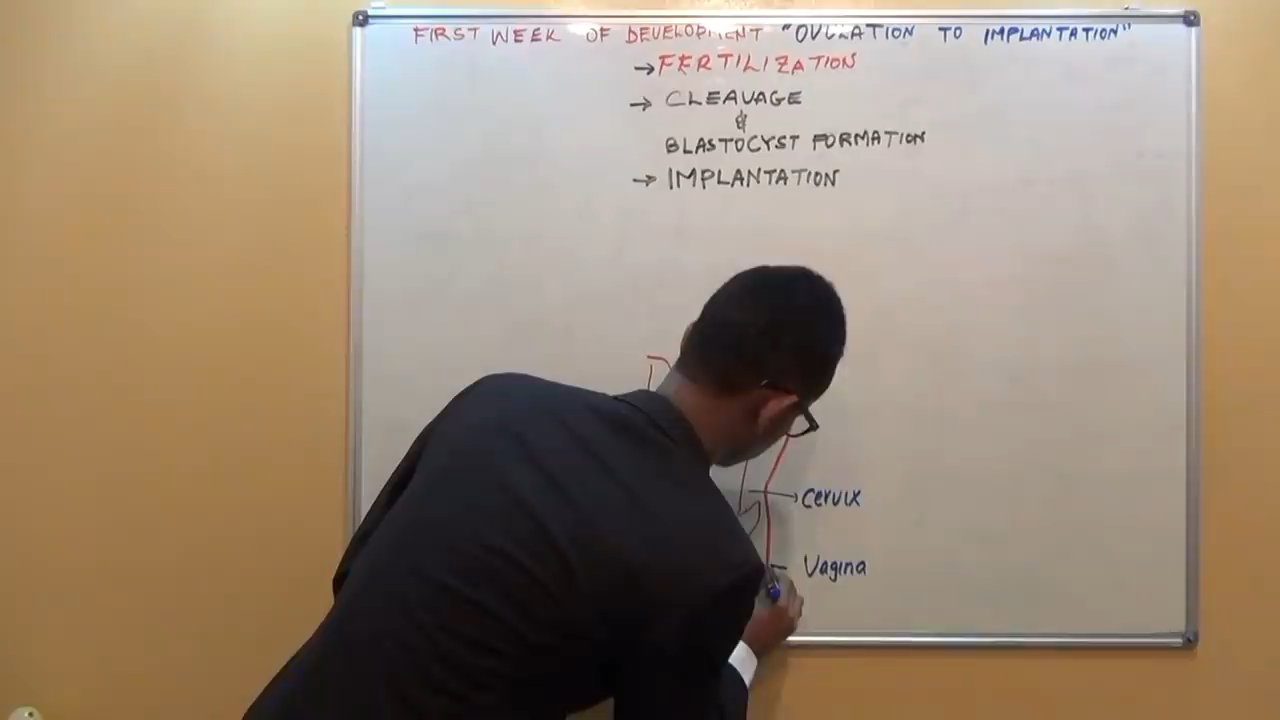 FIRST WEEK OF DEVELOPMENT "OVULATION TO IMPLANTATION"
→ FERTILIZATION
→ CLEAVAGE
&
BLASTOCYST FORMATION
→ IMPLANTATION
Cervix
Vagina